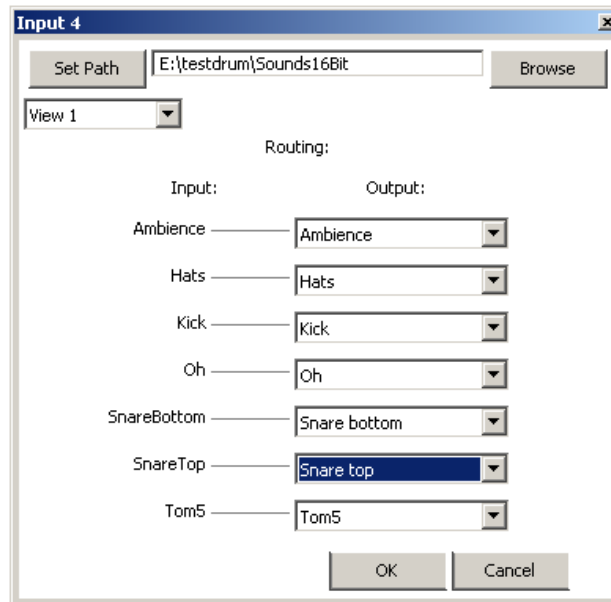 Input 4
Set Path E:\testdrum\Sounds16Bit Browse
View 1
Routing:
Input: Output:
Ambience Ambience
Hats Hats
Kick Kick
Oh Oh
SnareBottom Snare bottom
SnareTop Snare top
Tom5 Tom5
OK Cancel